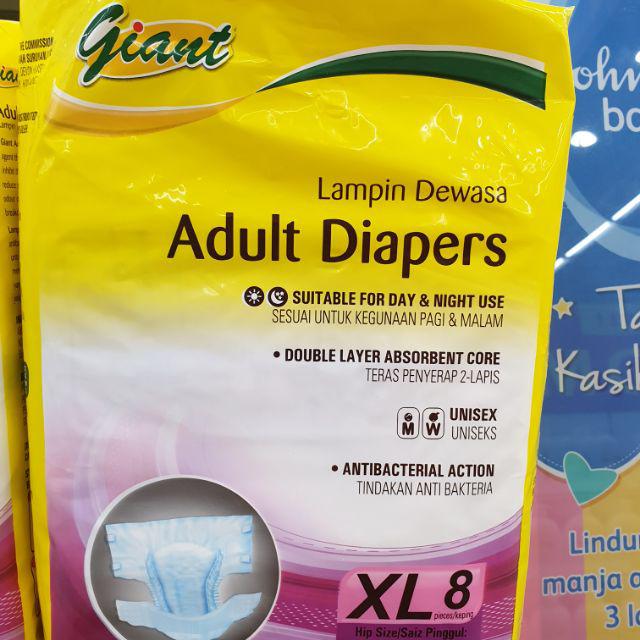 Giant
Lampin Dewasa
Adult Diapers
SUITABLE FOR DAY & NIGHT USE
SESUAI UNTUK KEGUNAAN PAGI & MALAM
• DOUBLE LAYER ABSORBENT CORE
TERAS PENYERAP 2-LAPIS
M W UNISEX
UNISEKS
• ANTIBACTERIAL ACTION
TINDAKAN ANTI BAKTERIA
XL 8
pieces/keping
Hip Size/Saiz Pinggul:
manja
3